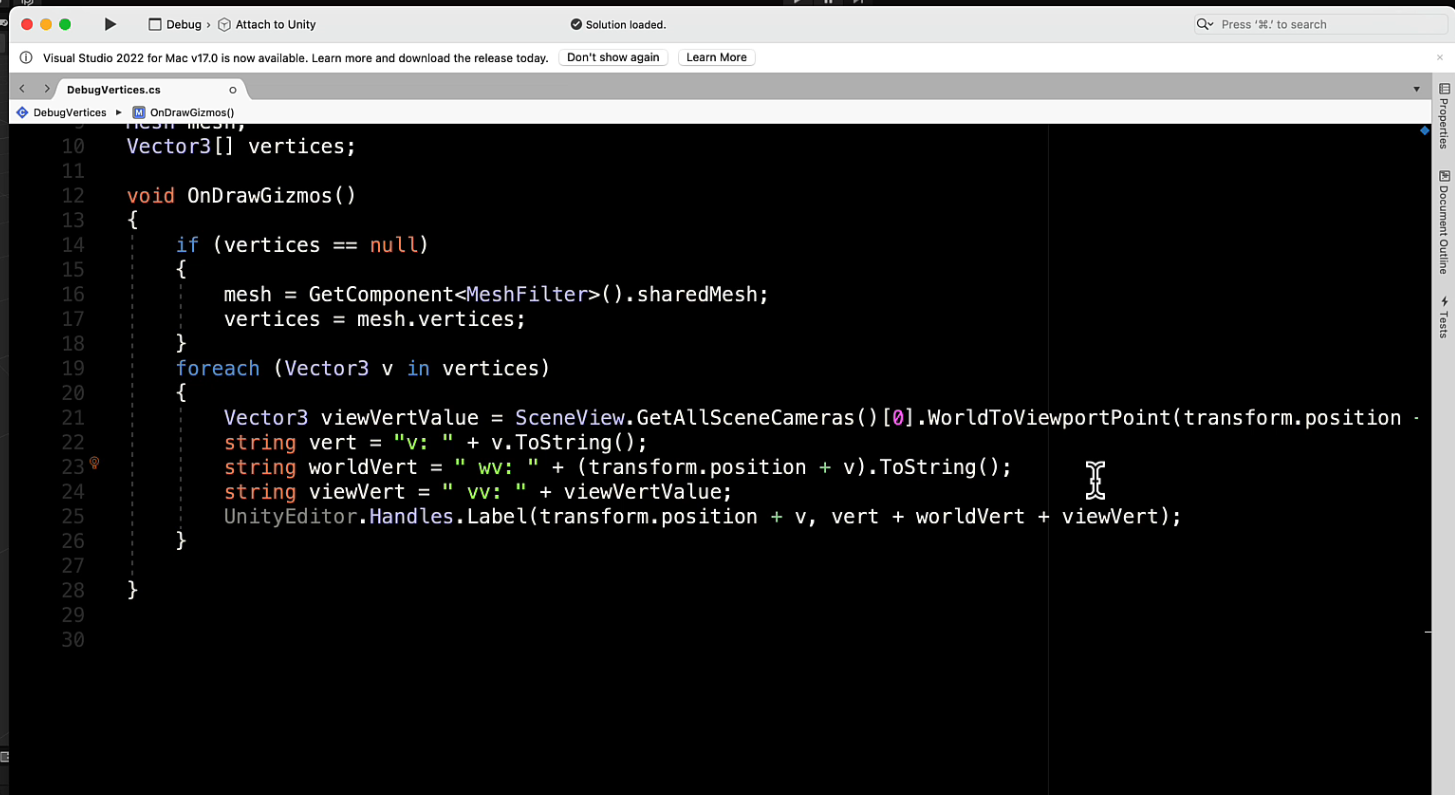 Debug › Attach to Unity
Solution loaded.
Press '⌘.' to search
Visual Studio 2022 for Mac v17.0 is now available. Learn more and download the release today.
Don't show again
Learn More
DebugVertices.cs
DebugVertices
M OnDrawGizmos()
9 Mesh mesh;
10 Vector3[] vertices;
11
12 void OnDrawGizmos()
13 {
14 if (vertices == null)
15 {
16 mesh = GetComponent<MeshFilter>().sharedMesh;
17 vertices = mesh.vertices;
18 }
19 foreach (Vector3 v in vertices)
20 {
21 Vector3 viewVertValue = SceneView.GetAllSceneCameras()[0].WorldToViewportPoint(transform.position
22 string vert = "v: " + v.ToString();
23 string worldVert = " wv: " + (transform.position + v).ToString();
24 string viewVert = " vv: " + viewVertValue;
25 UnityEditor.Handles.Label(transform.position + v, vert + worldVert + viewVert);
26 }
27
28 }
29
30
Properties
Document Outline
Tests